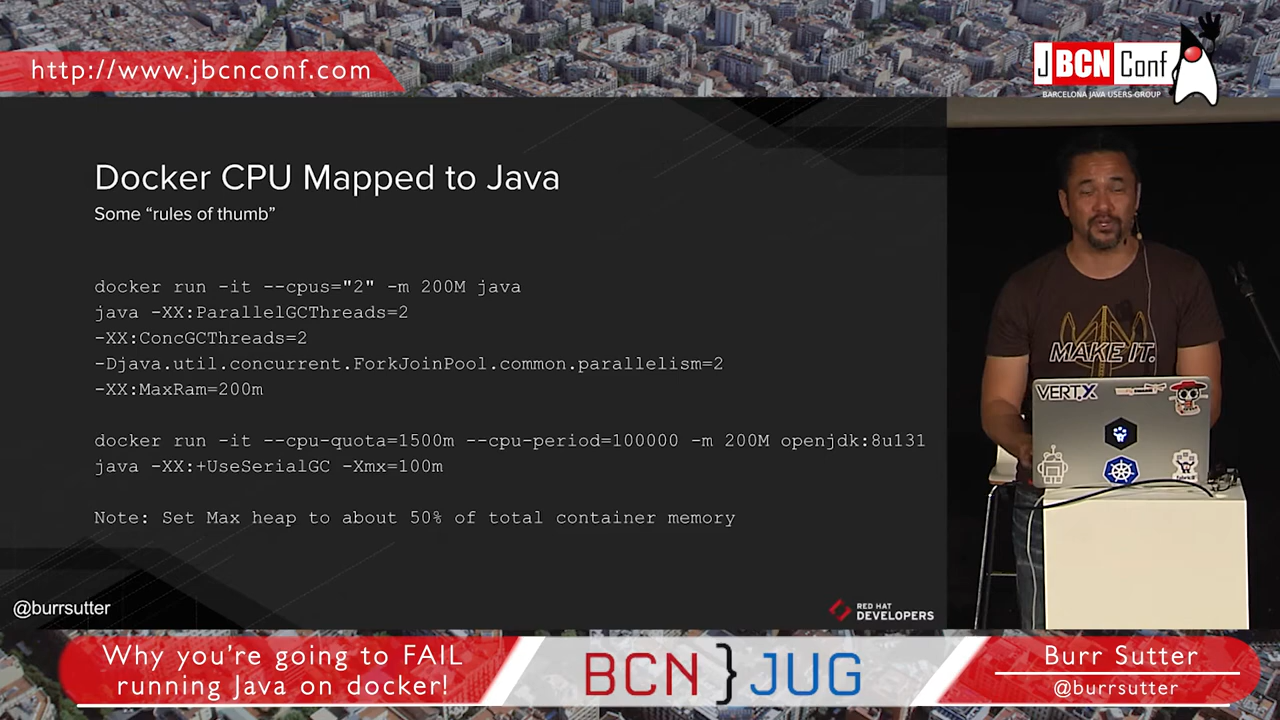 http://www.jbcnconf.com
JBCN Conf
BARCELONA JAVA USERS GROUP
Docker CPU Mapped to Java
Some “rules of thumb”
docker run -it --cpus="2" -m 200M java
java -XX:ParallelGCThreads=2
-XX:ConcGCThreads=2
-Djava.util.concurrent.ForkJoinPool.common.parallelism=2
-XX:MaxRam=200m
docker run -it --cpu-quota=1500m --cpu-period=100000 -m 200M openjdk:8u131
java -XX:+UseSerialGC -Xmx=100m
Note: Set Max heap to about 50% of total container memory
MAKE IT.
VERT.X
@burrsutter
RED HAT
DEVELOPERS
Why you're going to FAIL
running Java on docker!
BCN}JUG
Burr Sutter
@burrsutter